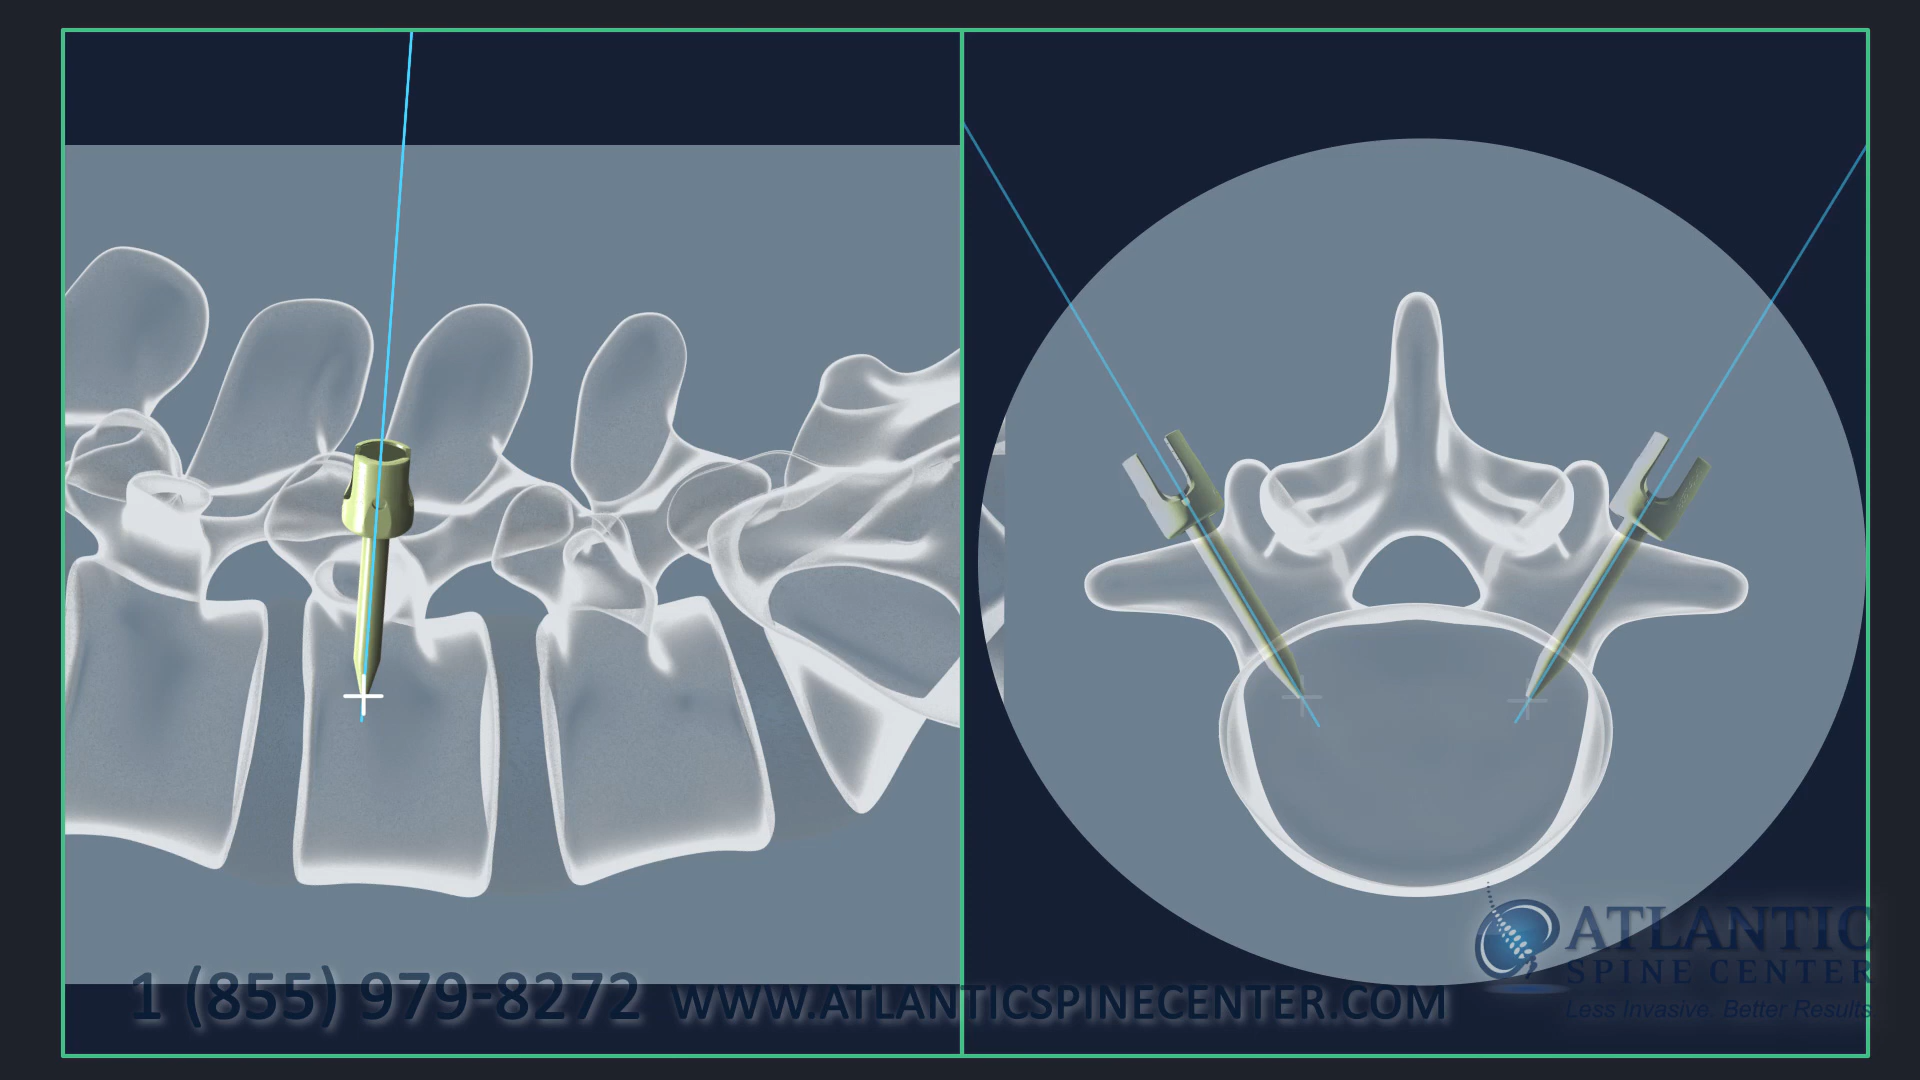 ATLANTIC
SPINE CENTER
Less Invasive. Better Results
1 (855) 979-8272 WWW.ATLANTICSPINECENTER.COM